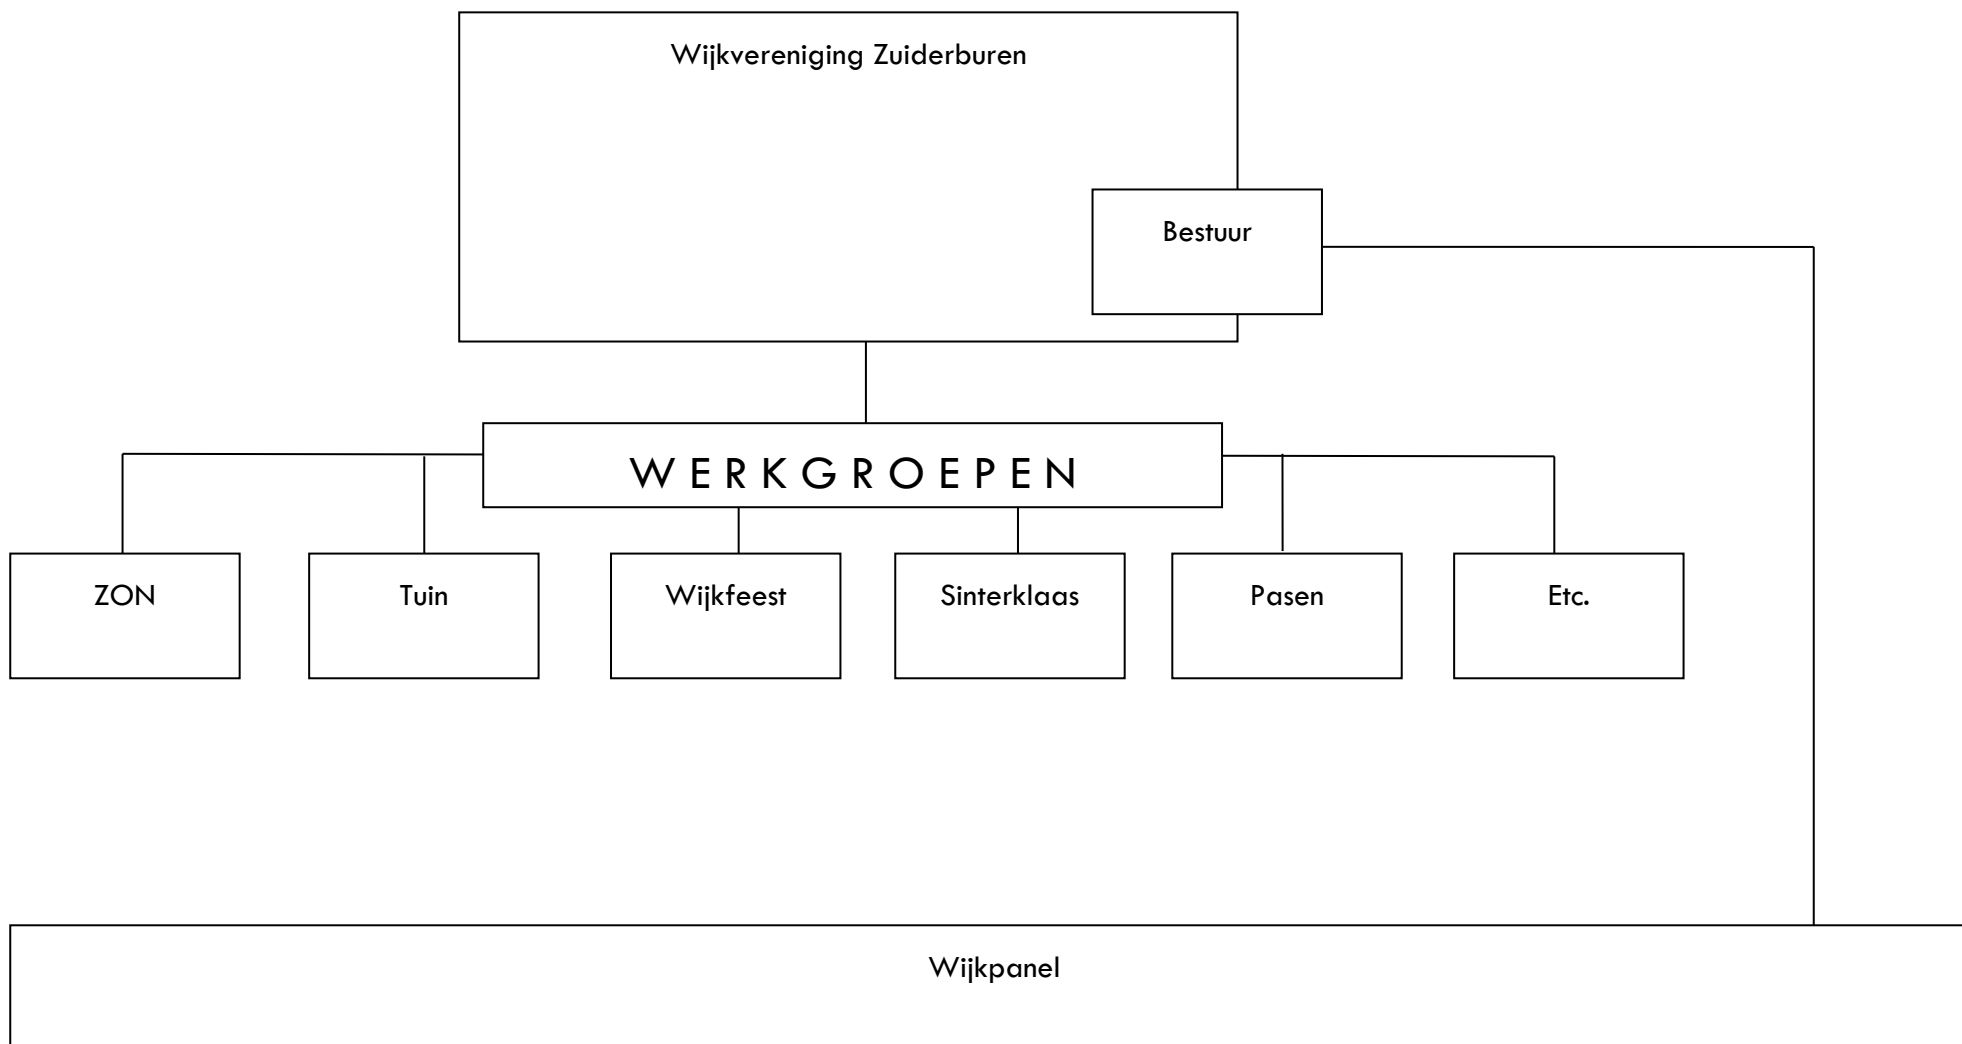 Wijkvereniging Zuiderburen
Bestuur
W E R K G R O E P E N
ZON
Tuin
Wijkfeest
Sinterklaas
Pasen
Etc.
Wijkpanel